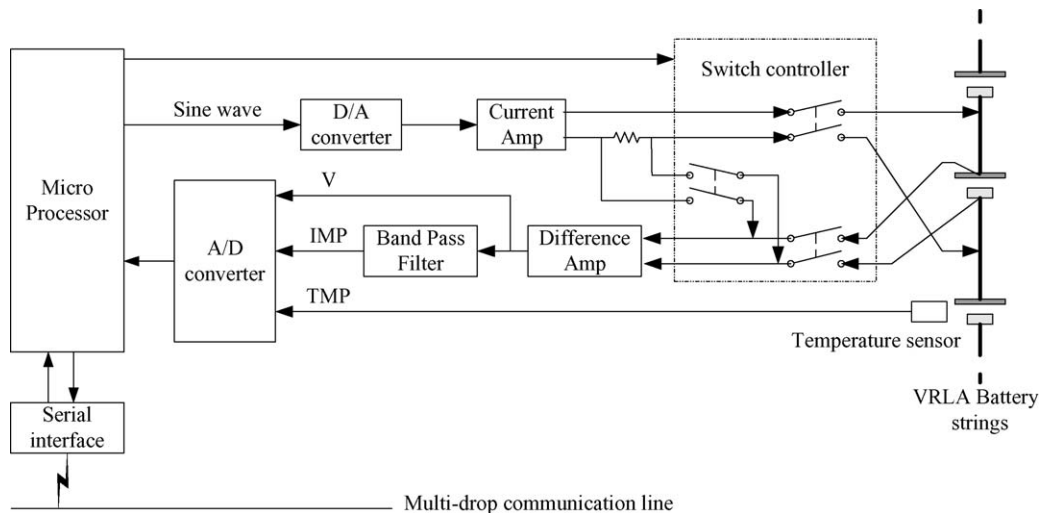 Switch controller
Sine wave
D/A
converter
Current
Amp
Micro
Processor
V
A/D
converter
IMP
Band Pass
Filter
Difference
Amp
TMP
Temperature sensor
VRLA Battery
strings
Serial
interface
Multi-drop communication line